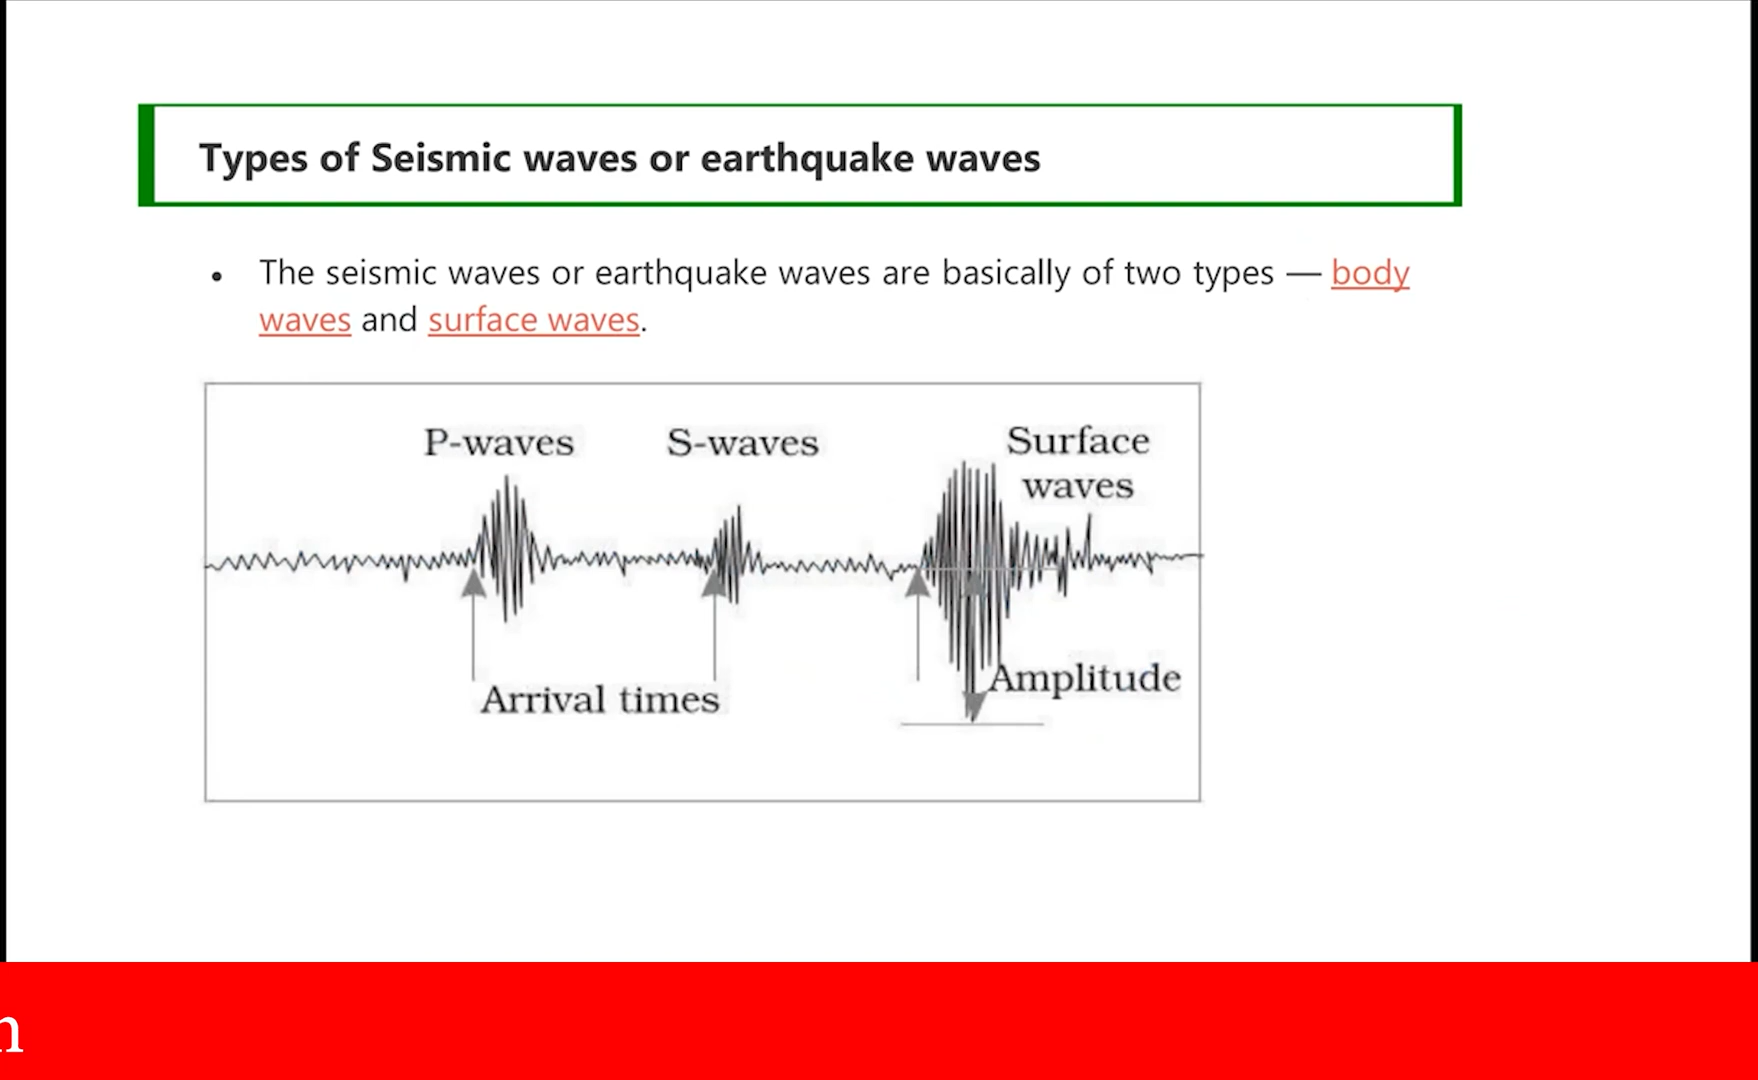 Types of Seismic waves or earthquake waves
• The seismic waves or earthquake waves are basically of two types — body
waves and surface waves.
P-waves
S-waves
Surface
waves
Arrival times
Amplitude
n